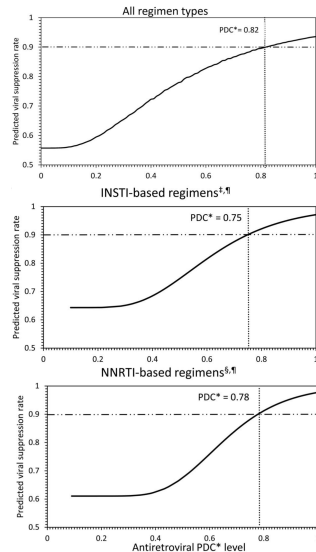 All regimen types
PDC*= 0.82
Predicted viral suppression rate
1
0.9
0.8
0.7
0.6
0.5
0 0.2 0.4 0.6 0.8 1
INSTI-based regimens‡,¶
PDC* = 0.75
Predicted viral suppression rate
1
0.9
0.8
0.7
0.6
0.5
0 0.2 0.4 0.6 0.8 1
NNRTI-based regimens§,¶
PDC* = 0.78
Predicted viral suppression rate
1
0.9
0.8
0.7
0.6
0.5
0 0.2 0.4 0.6 0.8 1
Antiretroviral PDC* level